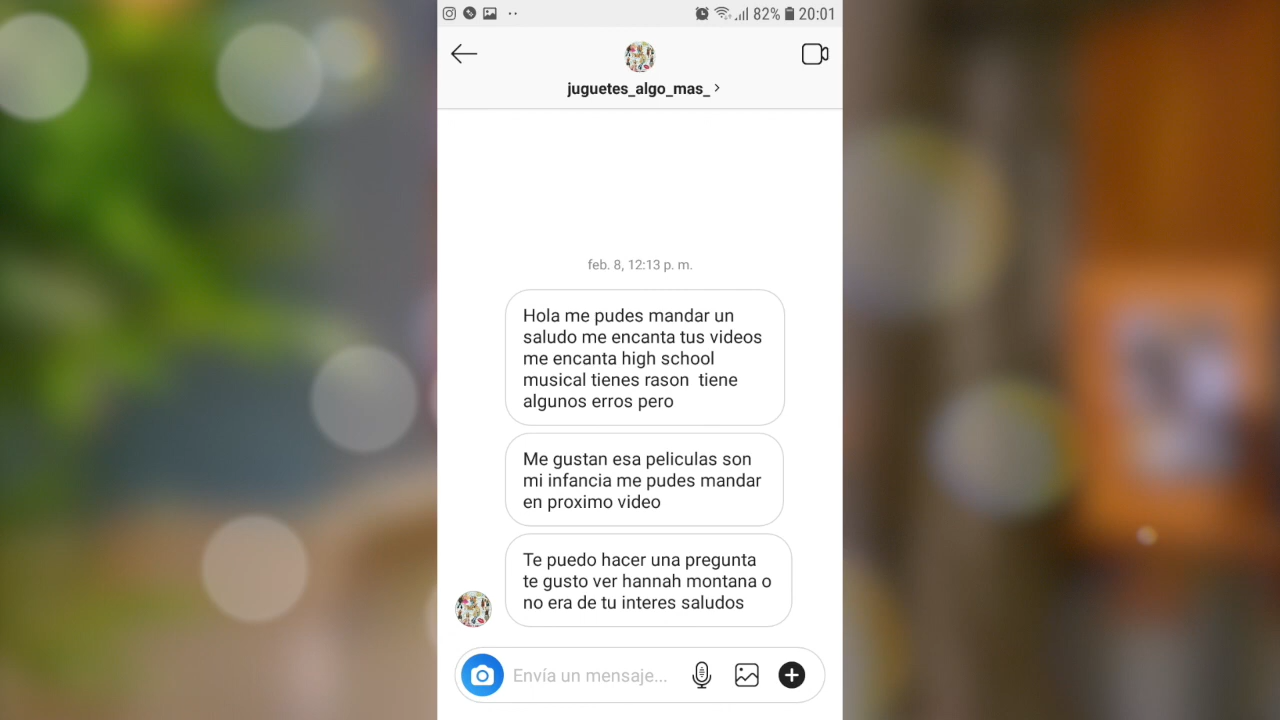 82% 20:01
juguetes_algo_mas_
feb. 8, 12:13 p. m.
Hola me pudes mandar un
saludo me encanta tus videos
me encanta high school
musical tienes rason  tiene
algunos erros pero
Me gustan esa peliculas son
mi infancia me pudes mandar
en proximo video
Te puedo hacer una pregunta
te gusto ver hannah montana o
no era de tu interes saludos
Envía un mensaje...